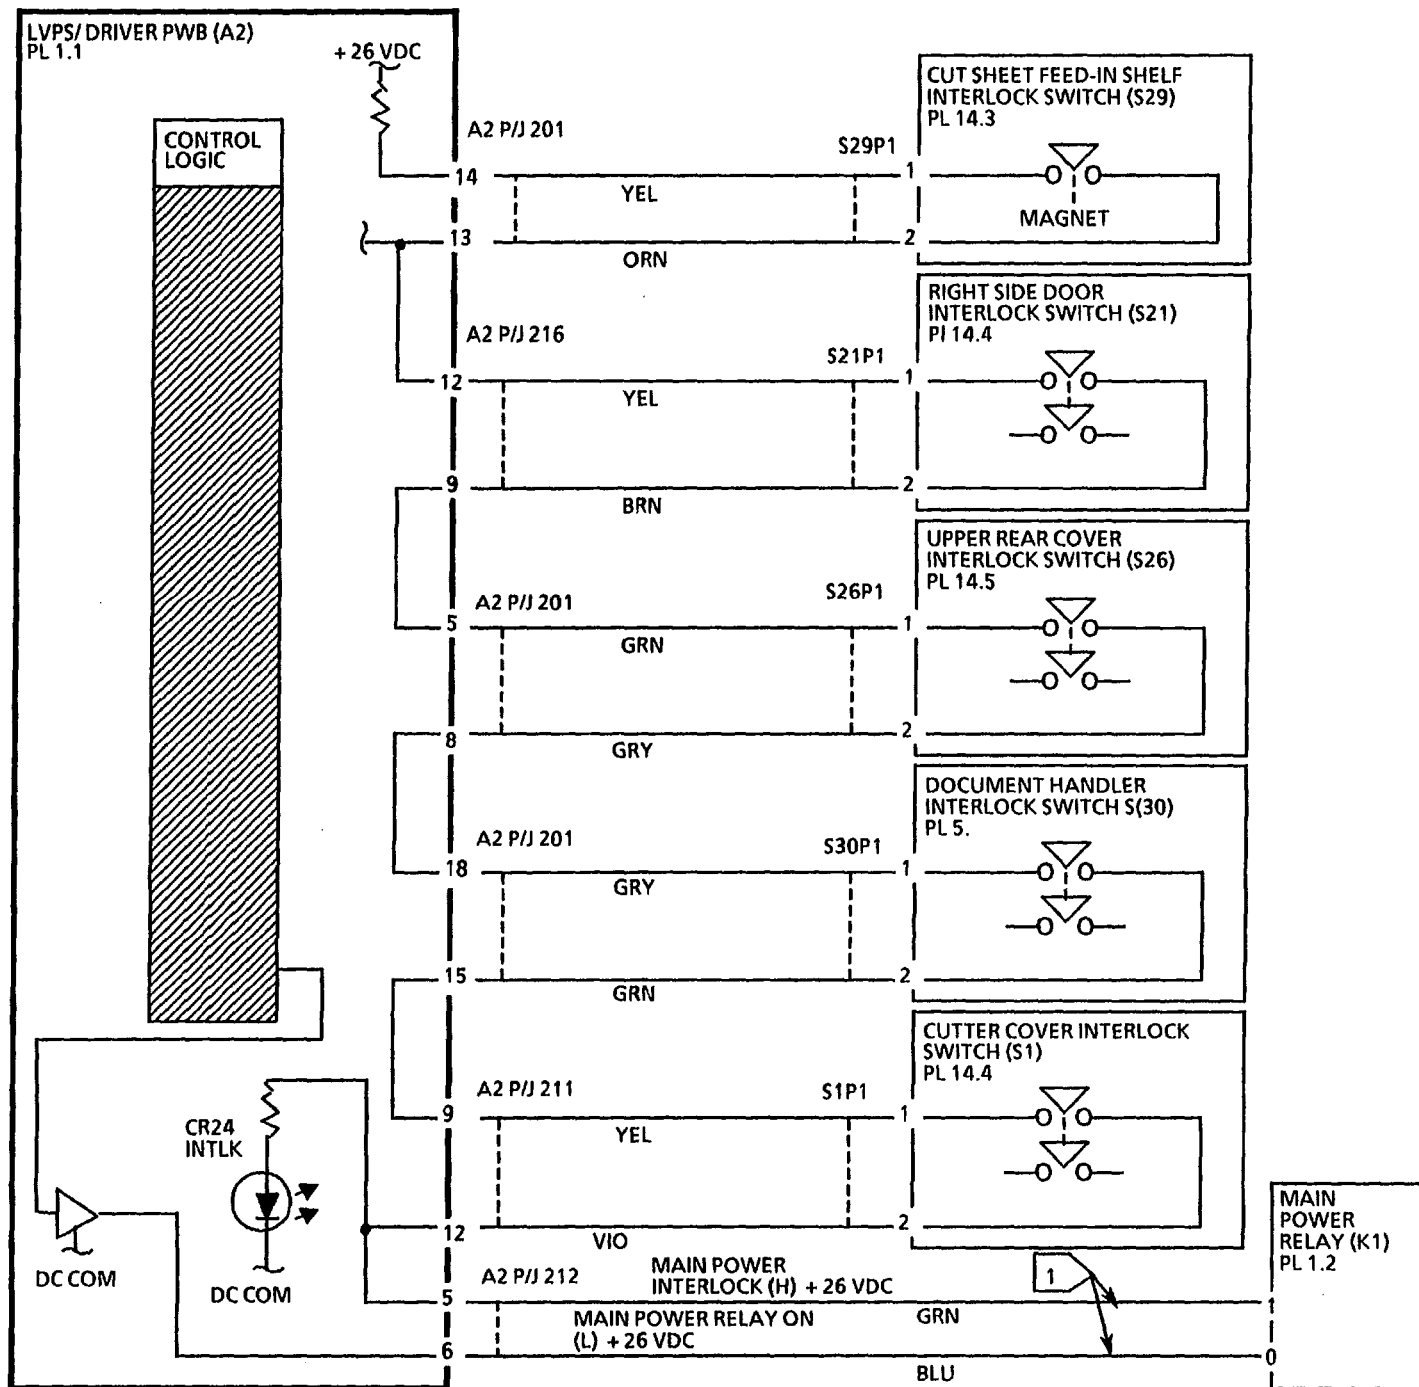 LVPS/ DRIVER PWB (A2)
PL 1.1
+ 26 VDC
CONTROL
LOGIC
A2 P/J 201
14
13
YEL
ORN
S29P1
1
2
CUT SHEET FEED-IN SHELF
INTERLOCK SWITCH (S29)
PL 14.3
MAGNET
A2 P/J 216
12
9
YEL
BRN
S21P1
1
2
RIGHT SIDE DOOR
INTERLOCK SWITCH (S21)
Pl 14.4
A2 P/J 201
5
8
GRN
GRY
S26P1
1
2
UPPER REAR COVER
INTERLOCK SWITCH (S26)
PL 14.5
A2 P/J 201
18
15
GRY
GRN
S30P1
1
2
DOCUMENT HANDLER
INTERLOCK SWITCH S(30)
PL 5.
A2 P/J 211
9
12
YEL
VIO
S1P1
1
2
CUTTER COVER INTERLOCK
SWITCH (S1)
PL 14.4
CR24
INTLK
DC COM
DC COM
A2 P/J 212
5
6
MAIN POWER
INTERLOCK (H) + 26 VDC
GRN
MAIN POWER RELAY ON
(L) + 26 VDC
BLU
1
1
0
MAIN
POWER
RELAY (K1)
PL 1.2